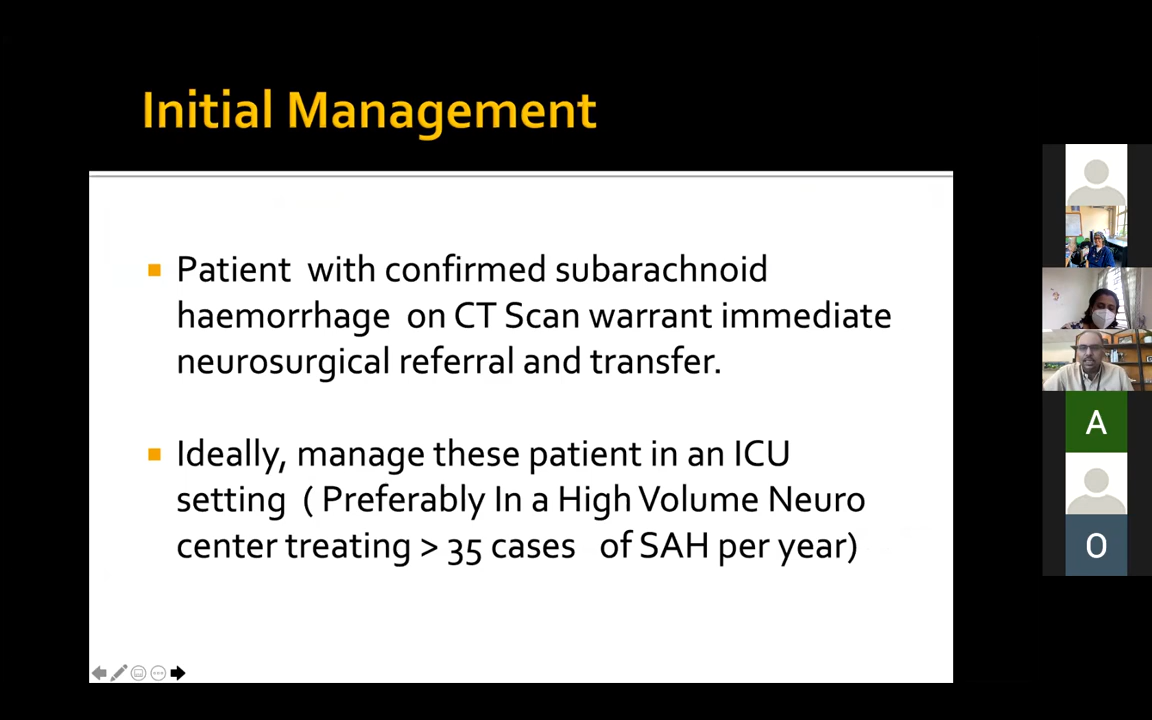 Initial Management
Patient with confirmed subarachnoid
haemorrhage on CT Scan warrant immediate
neurosurgical referral and transfer.
Ideally, manage these patient in an ICU
setting ( Preferably In a High Volume Neuro
center treating > 35 cases of SAH per year)
A
O